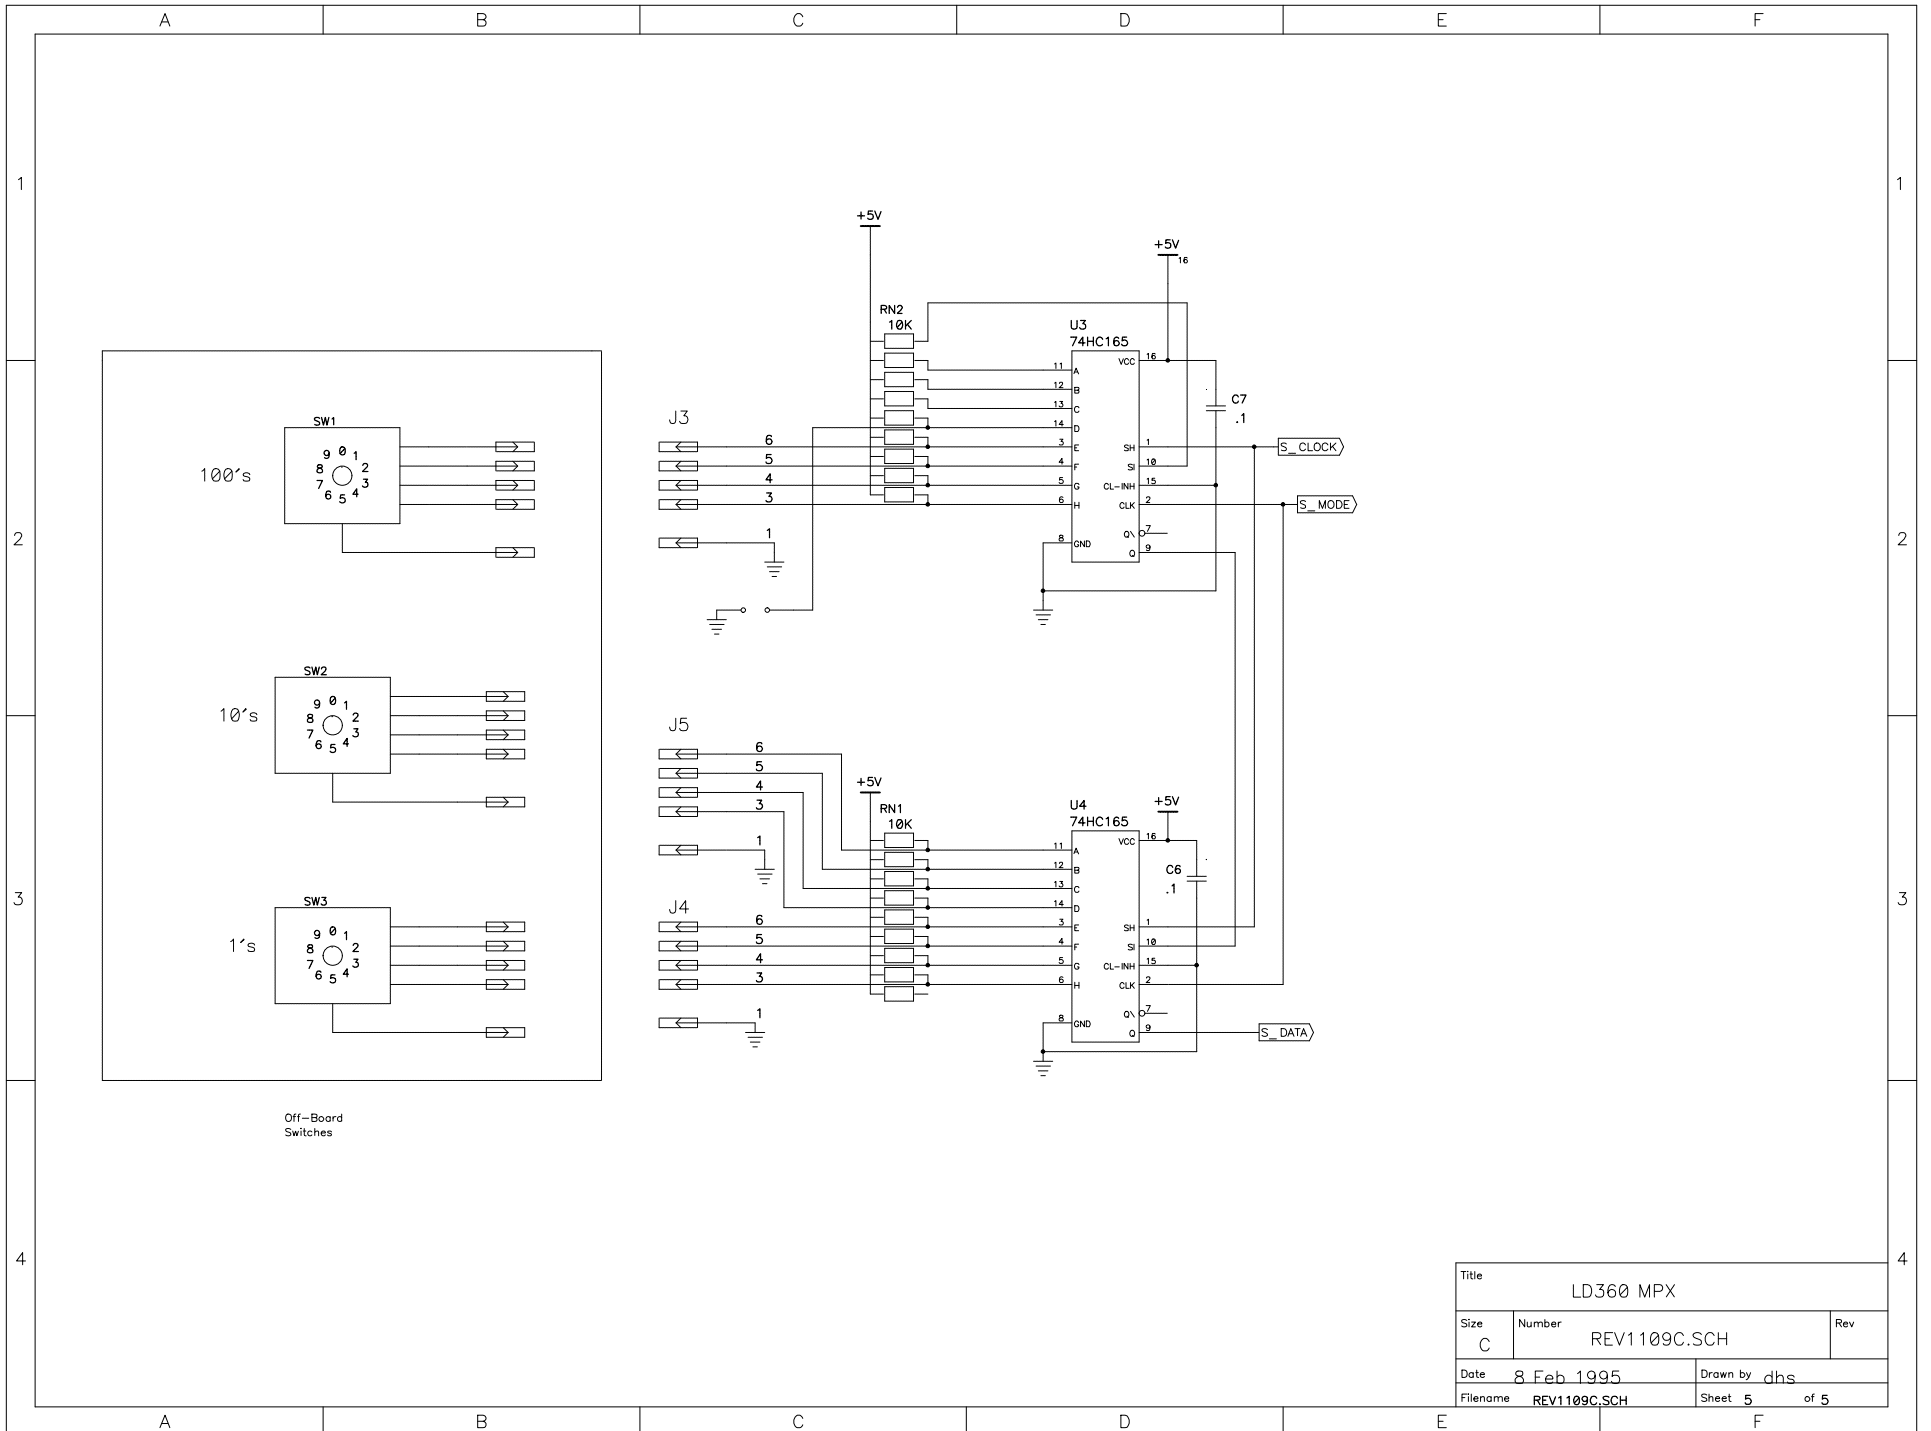 A B C D E F
1 1
+5V
+5V
16
RN2
10K
U3
74HC165
VCC 16
11 A
12 B
13 C
C7
.1
J3
14 D
SW1
100's
9 0 1
8 2
7 3
6 5 4
6 3 E SH 1 S_CLOCK
5 4 F SI 10
4 5 G CL-INH 15
3 6 H CLK 2 S_MODE
Q\ 7
1 8 GND
Q 9
2 2
SW2
10's
9 0 1
8 2
7 3
6 5 4
J5
6
5
4
3
1
+5V
RN1
10K
+5V
U4
74HC165
VCC 16
11 A
12 B
13 C
14 D
C6
.1
3 3
SW3
1's
9 0 1
8 2
7 3
6 5 4
J4
6 3 E SH 1
5 4 F SI 10
4 5 G CL-INH 15
3 6 H CLK 2
Q\ 7
1 8 GND
Q 9 S_DATA
Off-Board
Switches
4 4
Title
LD360 MPX
Size Number Rev
C REV1109C.SCH
Date 8 Feb 1995 Drawn by dhs
Filename REV1109C.SCH Sheet 5 of 5
A B C D E F